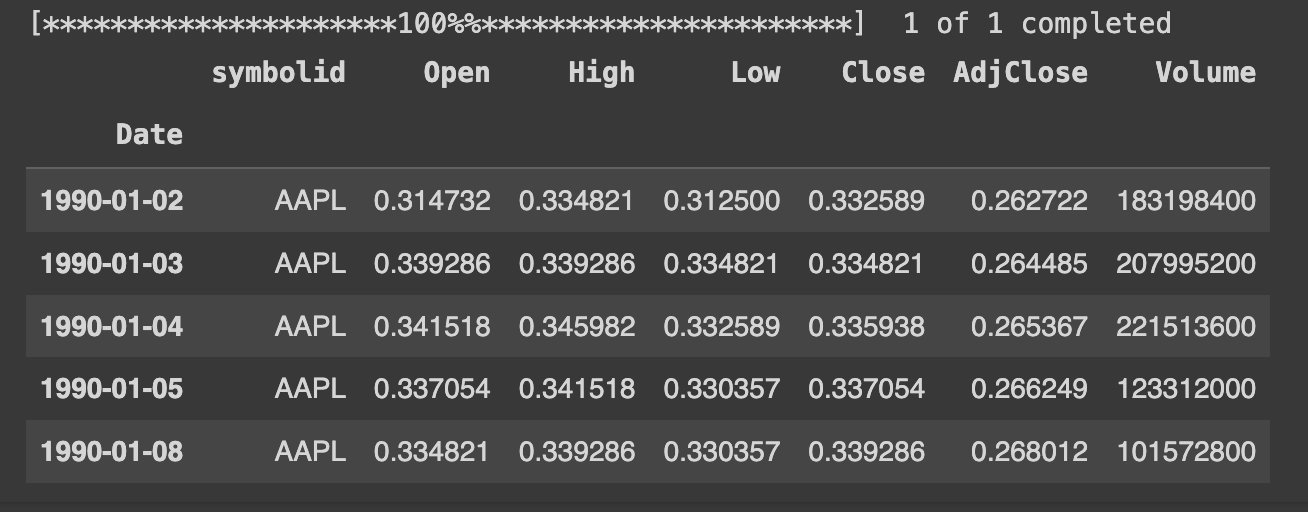 [*********************100%%**********************]  1 of 1 completed
symbolid Open High Low Close AdjClose Volume
Date
1990-01-02 AAPL 0.314732 0.334821 0.312500 0.332589 0.262722 183198400
1990-01-03 AAPL 0.339286 0.339286 0.334821 0.334821 0.264485 207995200
1990-01-04 AAPL 0.341518 0.345982 0.332589 0.335938 0.265367 221513600
1990-01-05 AAPL 0.337054 0.341518 0.330357 0.337054 0.266249 123312000
1990-01-08 AAPL 0.334821 0.339286 0.330357 0.339286 0.268012 101572800